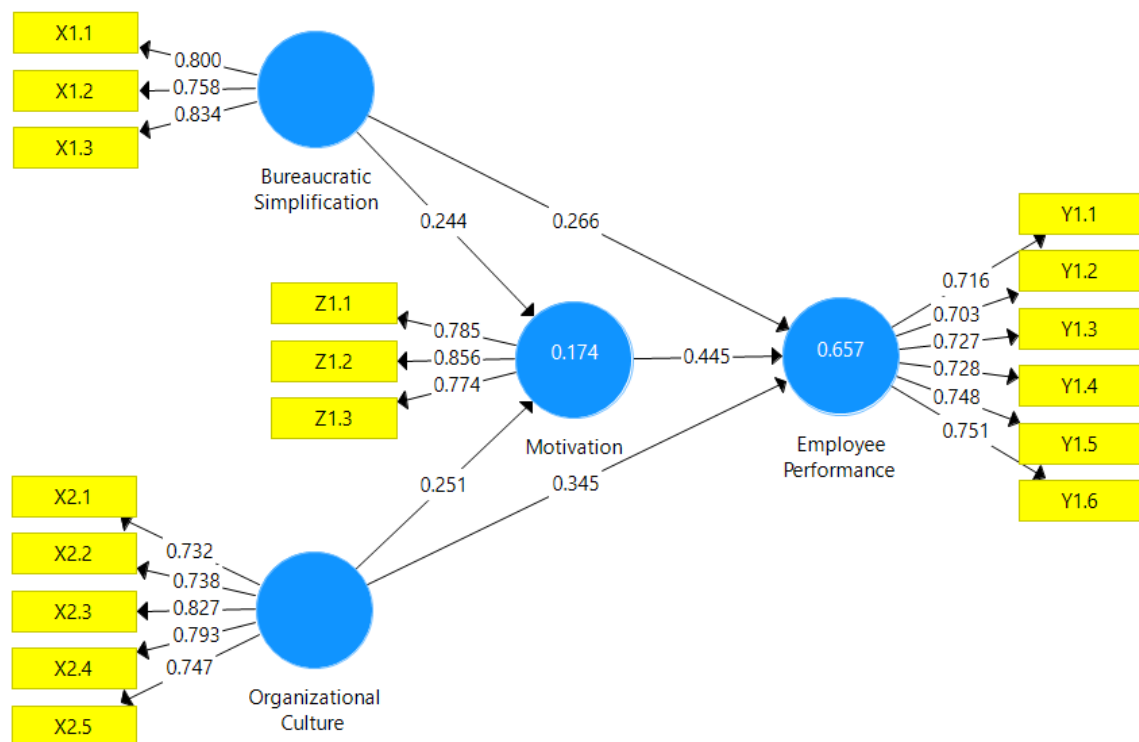 X1.1
0.800
X1.2
0.758
0.834
X1.3
Bureaucratic
Simplification
0.244
0.266
Z1.1
0.785
Z1.2
0.856
0.774
Z1.3
0.174
Motivation
0.445
0.657
Employee
Performance
Y1.1
0.716
Y1.2
0.703
Y1.3
0.727
0.728
Y1.4
0.748
Y1.5
0.751
Y1.6
0.251
0.345
X2.1
0.732
X2.2
0.738
X2.3
0.827
0.793
X2.4
0.747
X2.5
Organizational
Culture